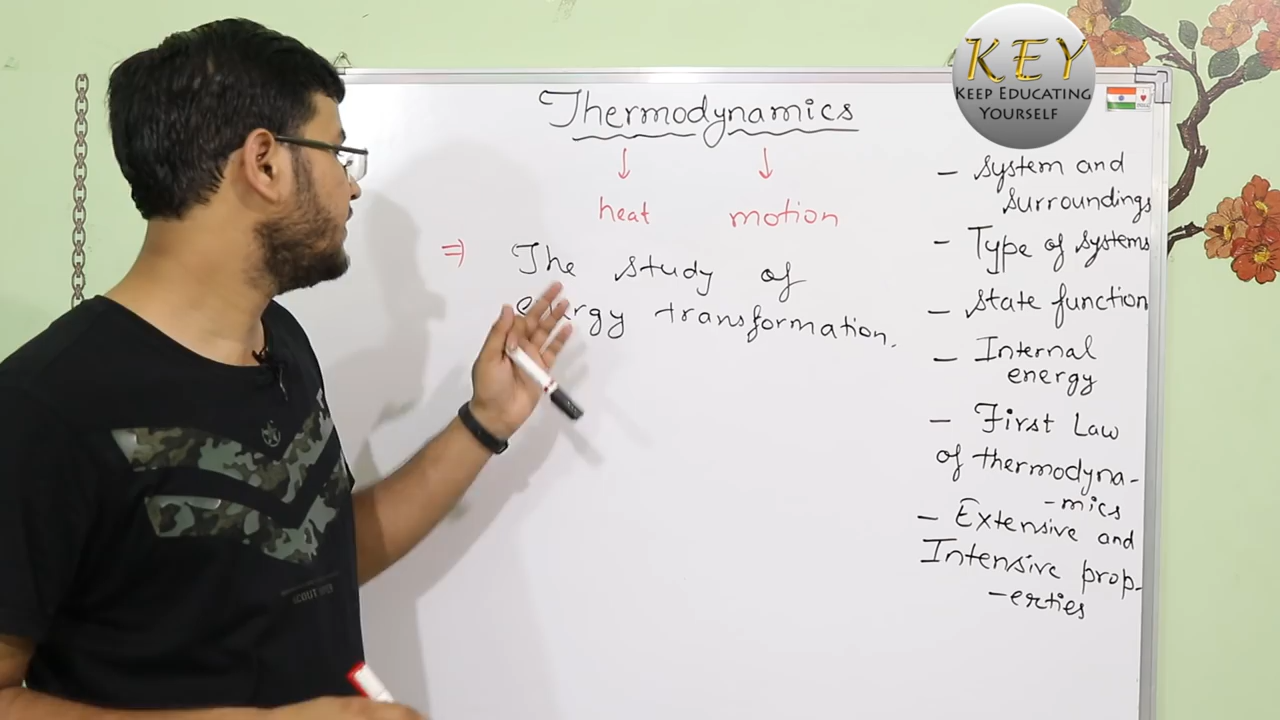 Thermodynamics
heat motion
⇒ The study of
energy transformation.
KEY
KEEP EDUCATING
YOURSELF
- System and
surroundings
- Type of systems
- State function
- Internal
energy
- First Law
of thermodyna-
-mics
- Extensive and
Intensive prop-
-erties